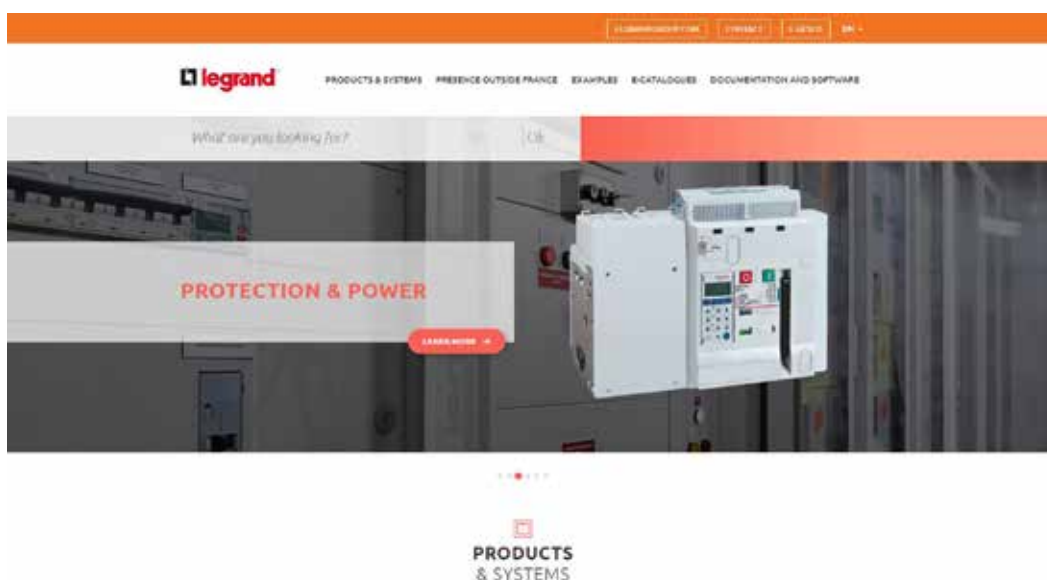 CONTACT
EN
legrand
PRODUCTS & SYSTEMS PRESENCE OUTSIDE FRANCE EXAMPLES E-CATALOGUES DOCUMENTATION AND SOFTWARE
What are you looking for? OK
PROTECTION & POWER
LEARN MORE
PRODUCTS
& SYSTEMS